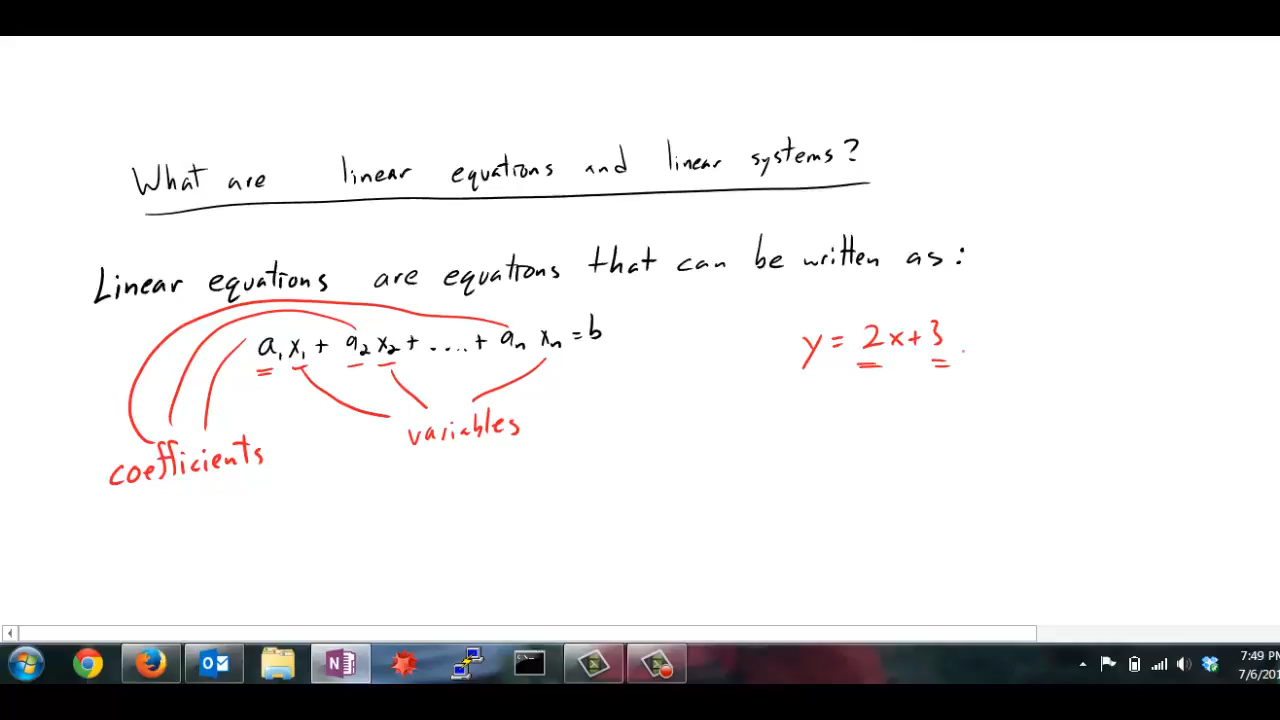 What are linear equations and linear systems?
Linear equations are equations that can be written as:
a₁x₁ + a₂x₂ + .... + aₙxₙ = b
y = 2x+3
variables
coefficients
7:49 PM
7/6/201